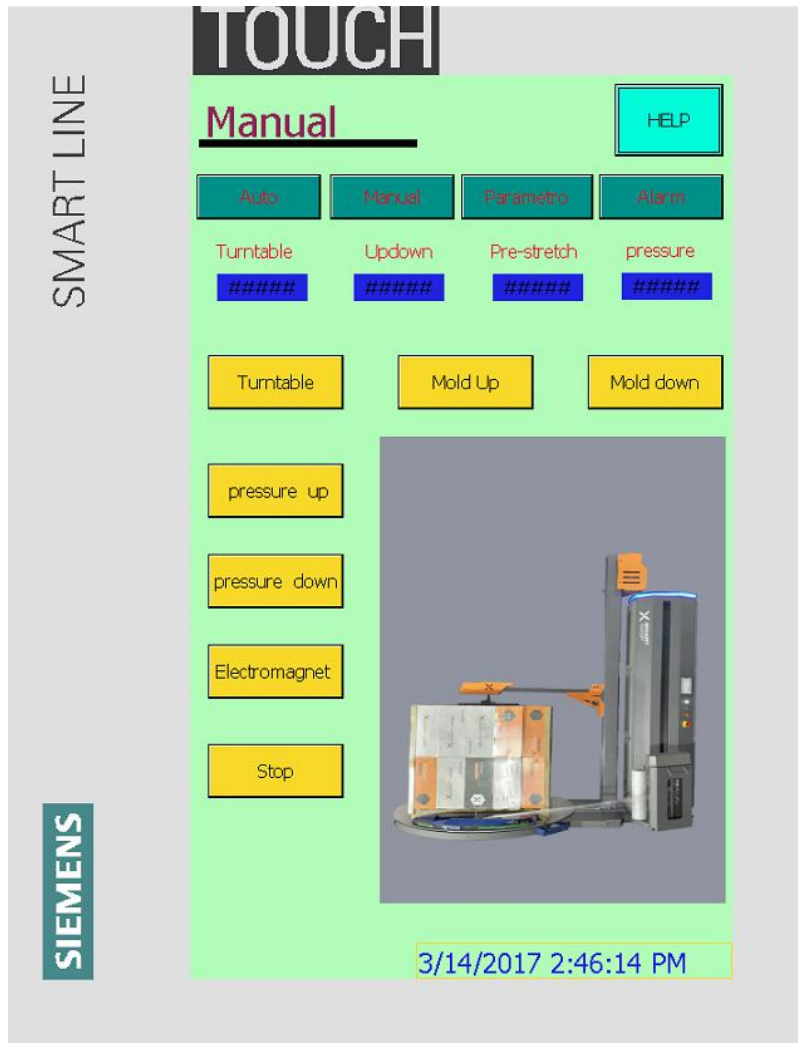 TOUCH
SMART LINE
Manual
HELP
Auto Manual Parametro Alarm
Turntable Updown Pre-stretch pressure
##### ##### ##### #####
Turntable Mold Up Mold down
pressure up
pressure down
Electromagnet
Stop
SIEMENS
3/14/2017 2:46:14 PM